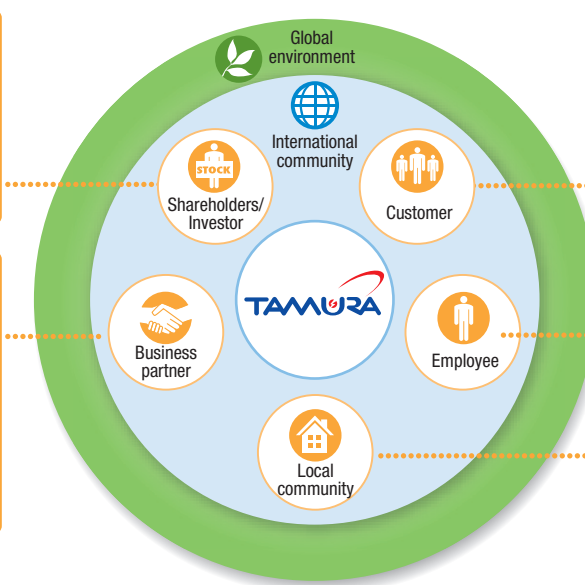 Global
environment
International
community
STOCK
Shareholders/
Investor
Customer
TAMURA
Business
partner
Employee
Local
community